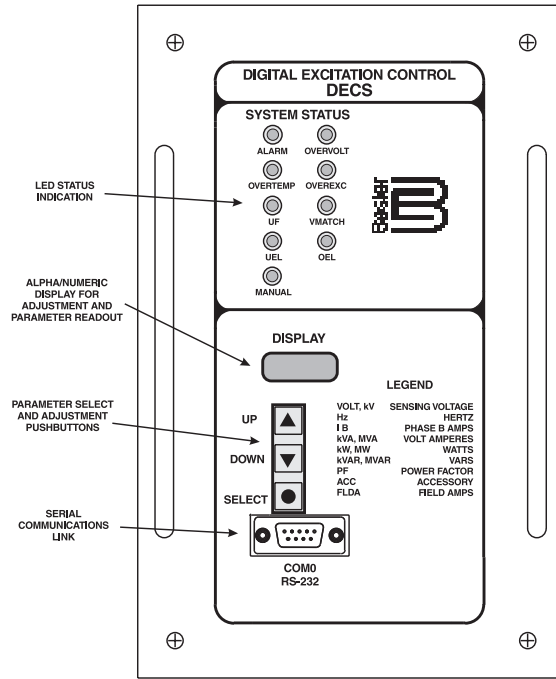 DIGITAL EXCITATION CONTROL
DECS
SYSTEM STATUS
ALARM OVERVOLT
OVERTEMP OVEREXC
UF VMATCH
UEL OEL
MANUAL
Basler
LED STATUS
INDICATION
ALPHA/NUMERIC
DISPLAY FOR
ADJUSTMENT AND
PARAMETER READOUT
DISPLAY
PARAMETER SELECT
AND ADJUSTMENT
PUSHBUTTONS
UP
DOWN
SELECT
LEGEND
VOLT, kV SENSING VOLTAGE
Hz HERTZ
I B PHASE B AMPS
kVA, MVA VOLT AMPERES
kW, MW WATTS
kVAR, MVAR VARS
PF POWER FACTOR
ACC ACCESSORY
FLDA FIELD AMPS
SERIAL
COMMUNICATIONS
LINK
COM0
RS-232